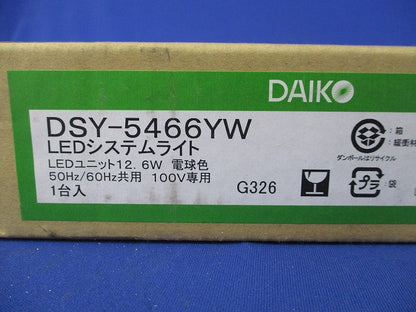 DAIKO
DSY-5466YW
LEDシステムライト
LEDユニット12.6W 電球色
50Hz/60Hz共用 100V専用
1台入
G326
：箱
：緩衝材
ダンボールはリサイクル
プラ
：袋